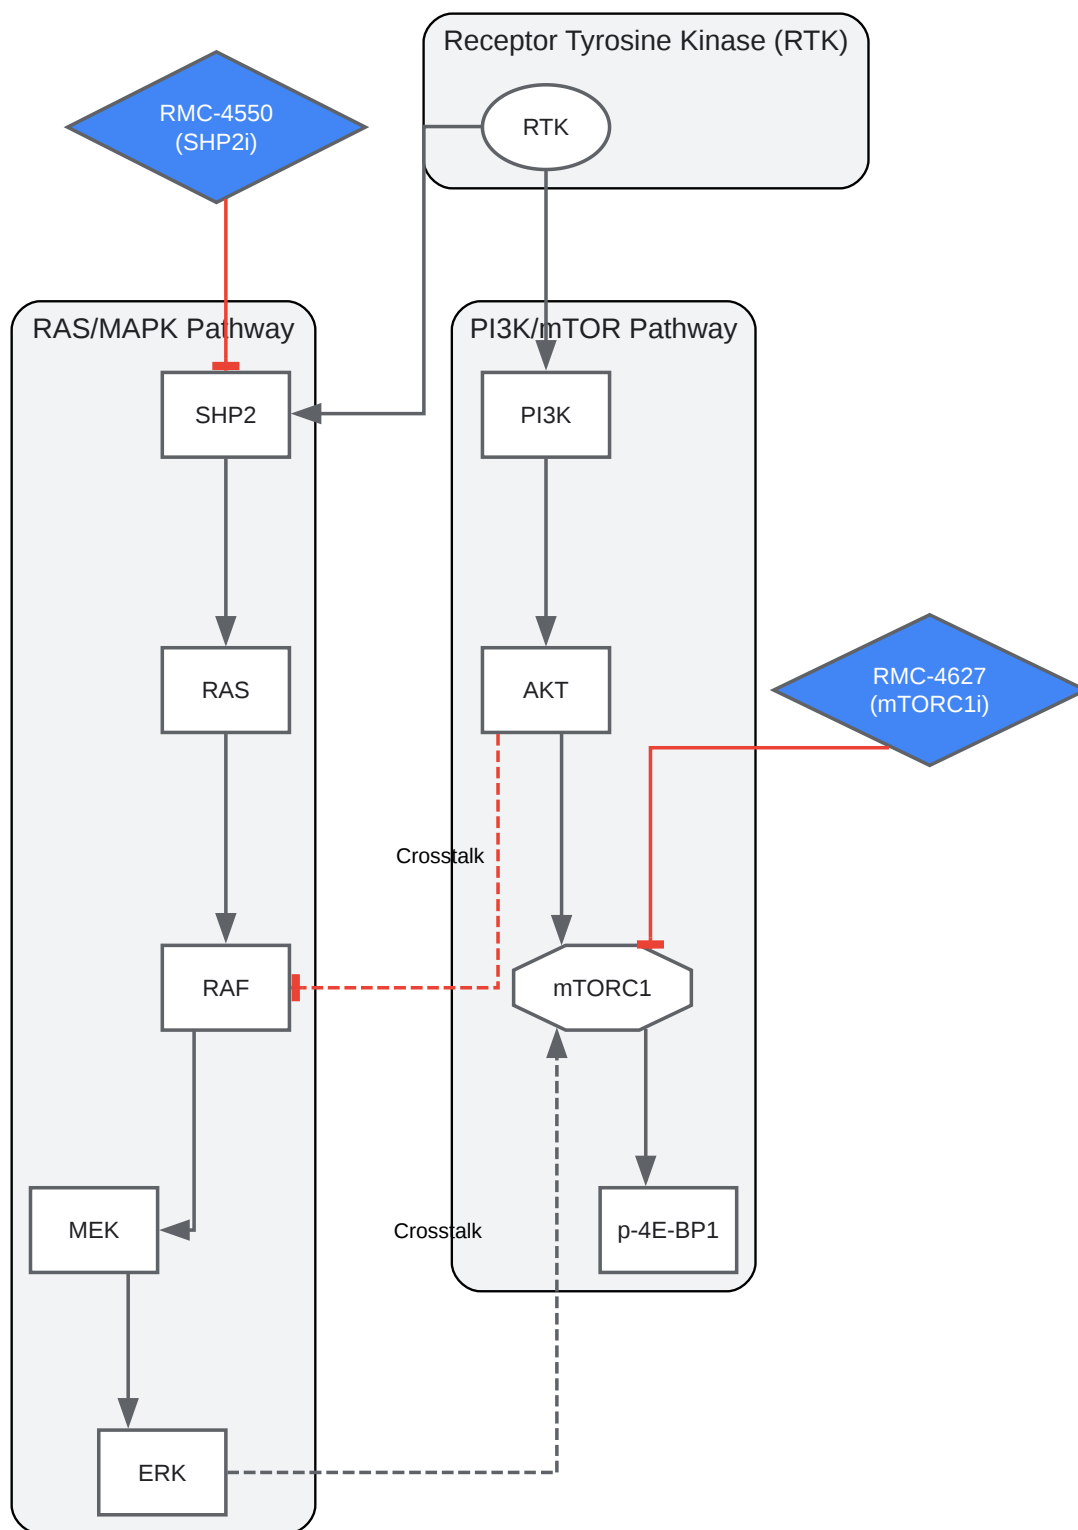 Receptor Tyrosine Kinase (RTK)
RMC-4550
(SHP2i)
RTK
RAS/MAPK Pathway
PI3K/mTOR Pathway
SHP2
PI3K
RAS
AKT
RMC-4627
(mTORC1i)
Crosstalk
RAF
mTORC1
MEK
Crosstalk
p-4E-BP1
ERK